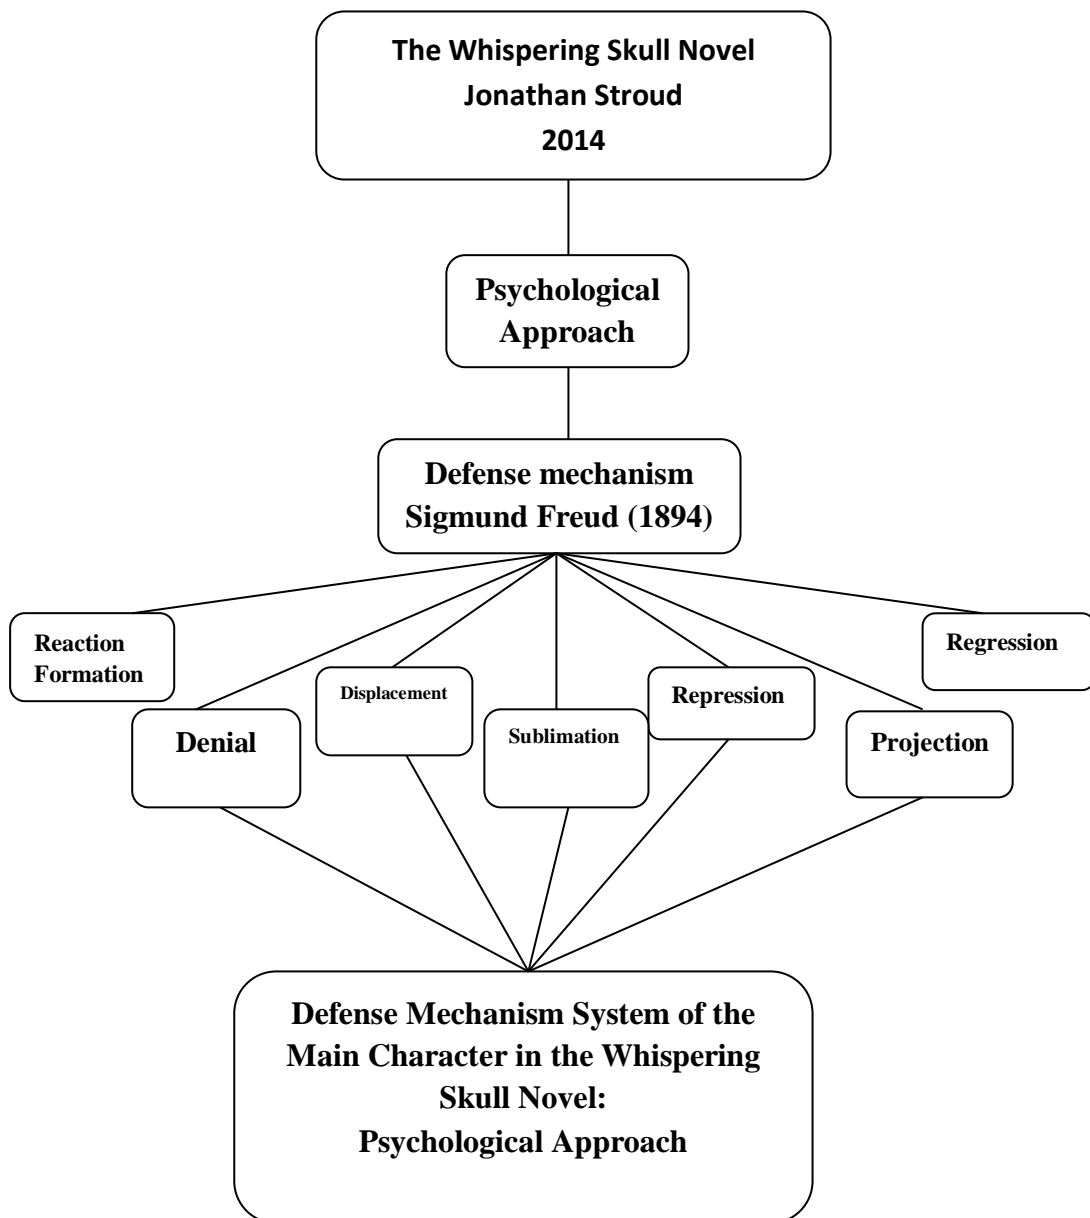 The Whispering Skull Novel
Jonathan Stroud
2014
Psychological
Approach
Defense mechanism
Sigmund Freud (1894)
Reaction
Formation
Regression
Displacement
Repression
Denial
Sublimation
Projection
Defense Mechanism System of the
Main Character in the Whispering
Skull Novel:
Psychological Approach